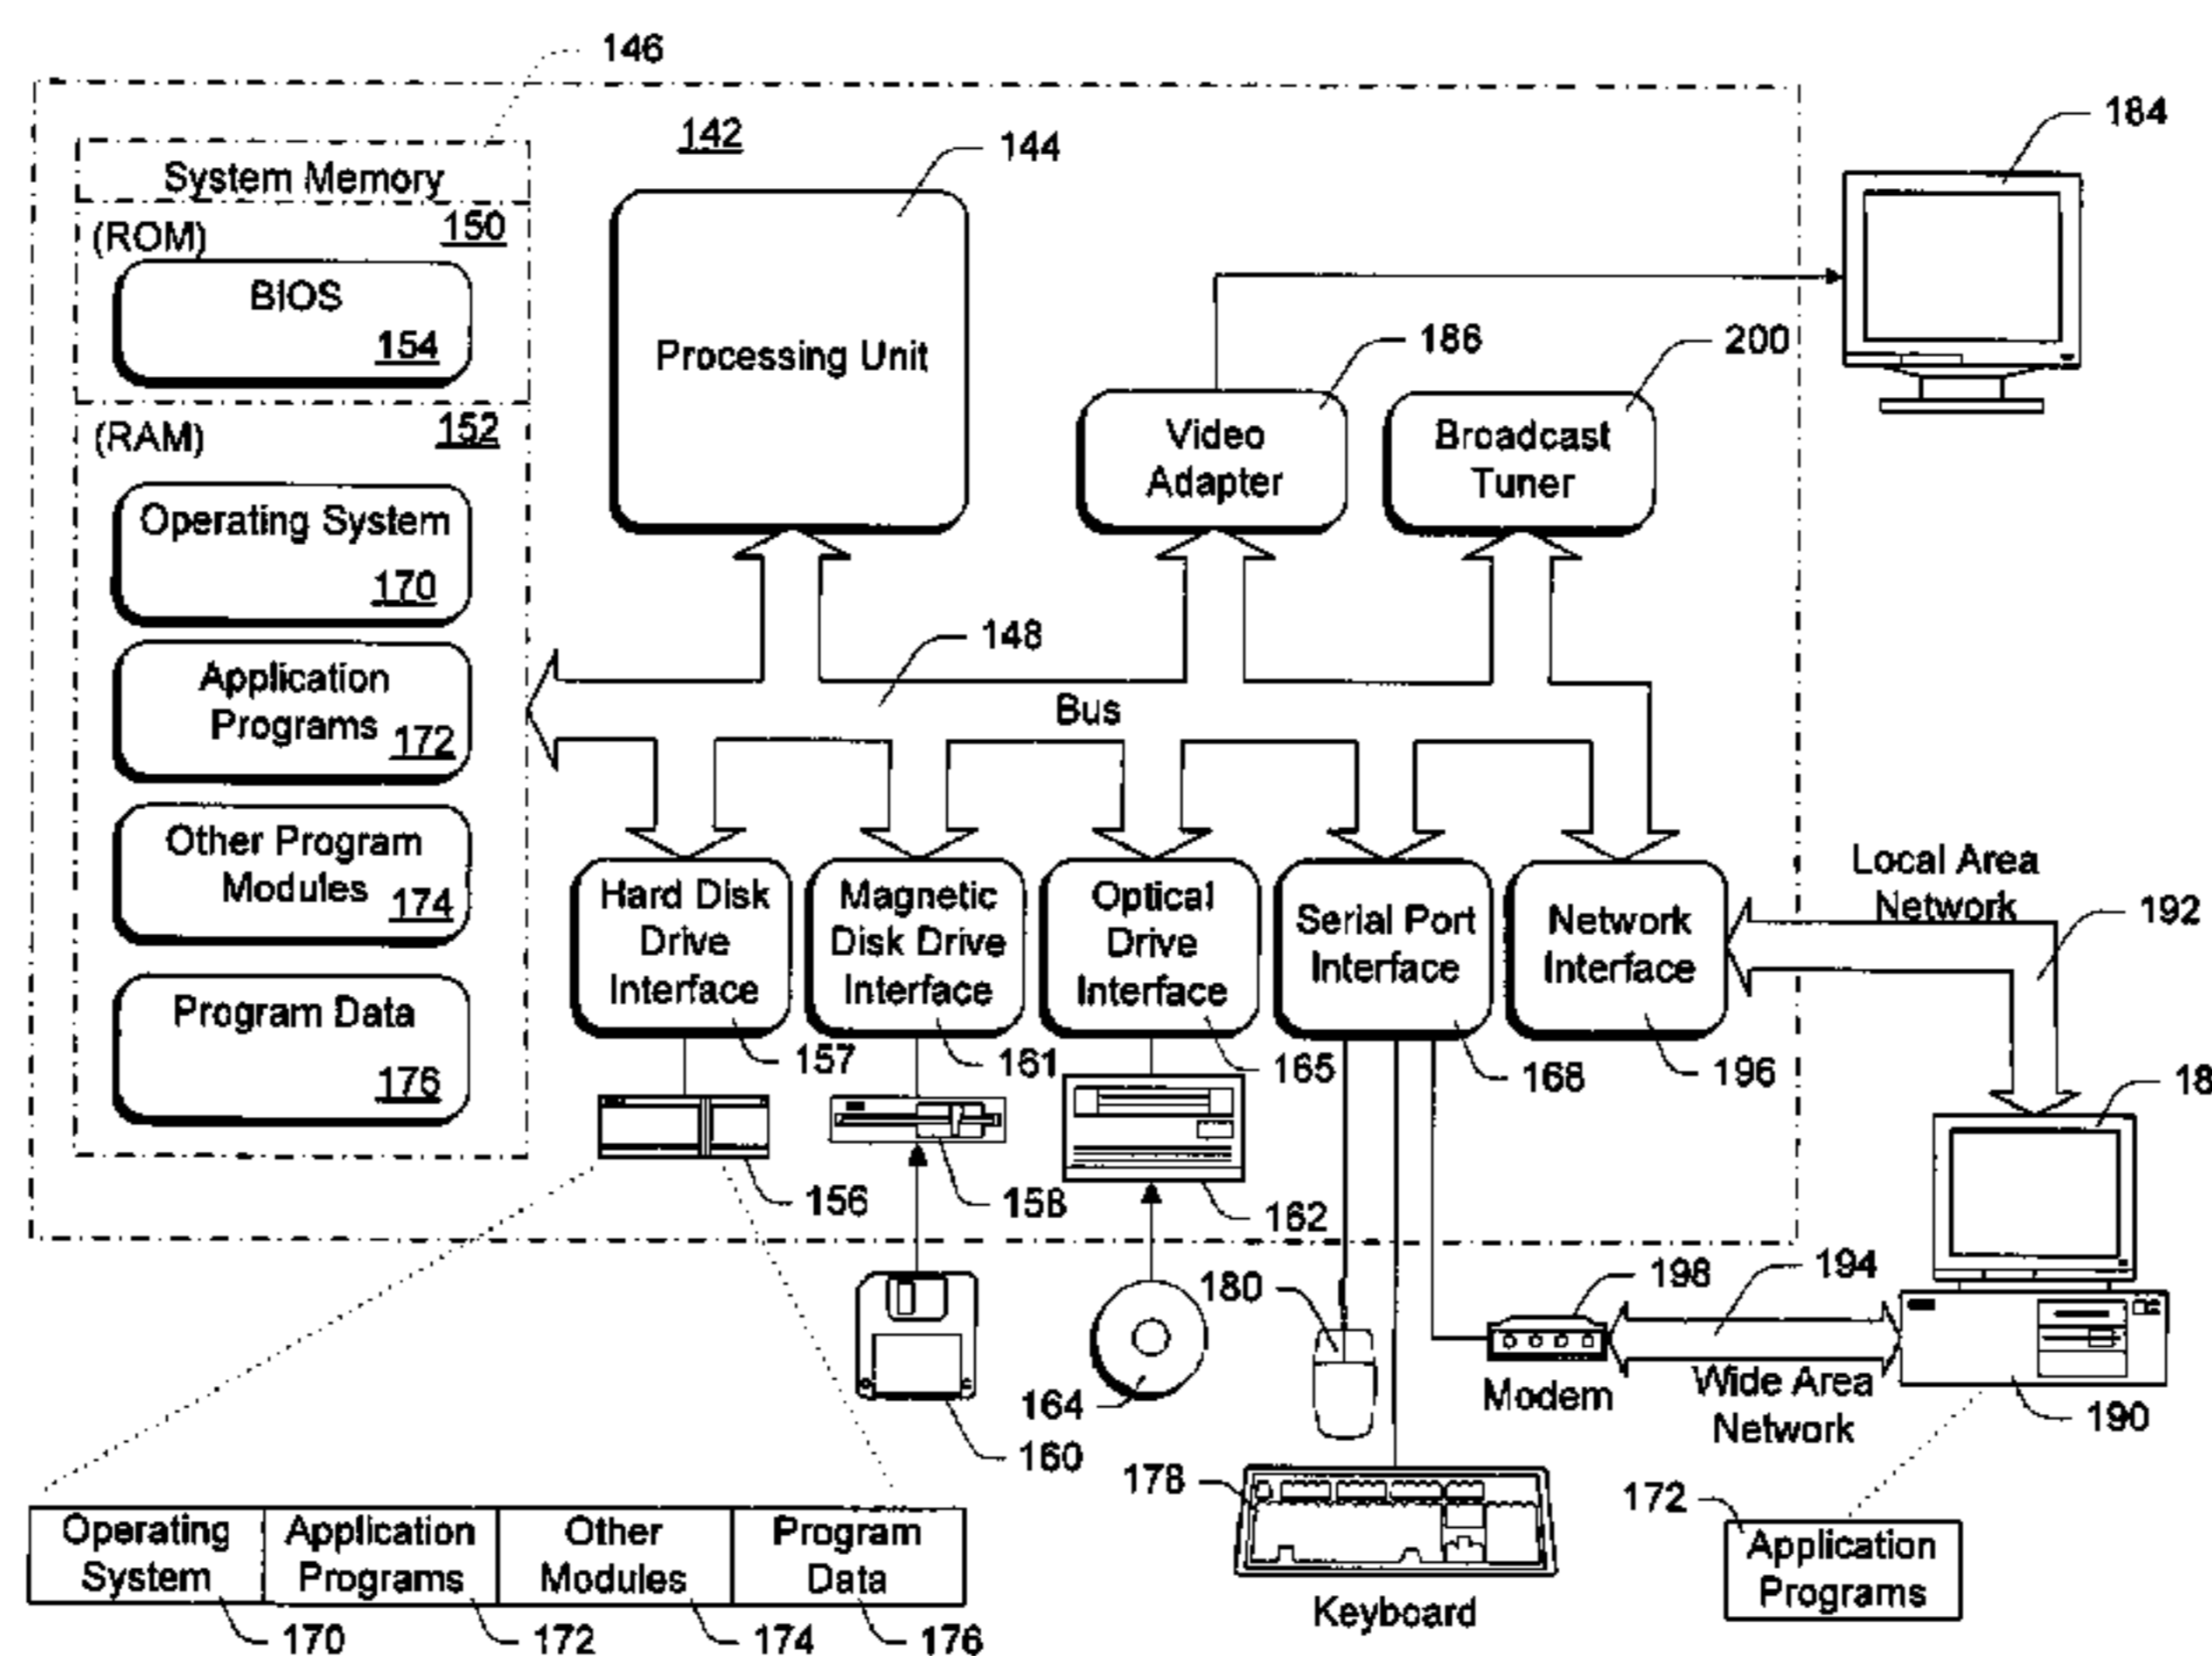 146
142
144
184
System Memory
(ROM)
150
BIOS
154
Processing Unit
186
200
(RAM)
152
Video
Adapter
Broadcast
Tuner
Operating System
170
148
Application
Programs
172
Bus
Other Program
Modules
174
Hard Disk
Drive
Interface
Magnetic
Disk Drive
Interface
Optical
Drive
Interface
Serial Port
Interface
Network
Interface
Local Area
Network
192
Program Data
176
157
161
165
168
196
18
156
158
162
180
198
194
164
160
Modem
Wide Area
Network
190
178
172
Operating
System
Application
Programs
Other
Modules
Program
Data
Keyboard
Application
Programs
170
172
174
176